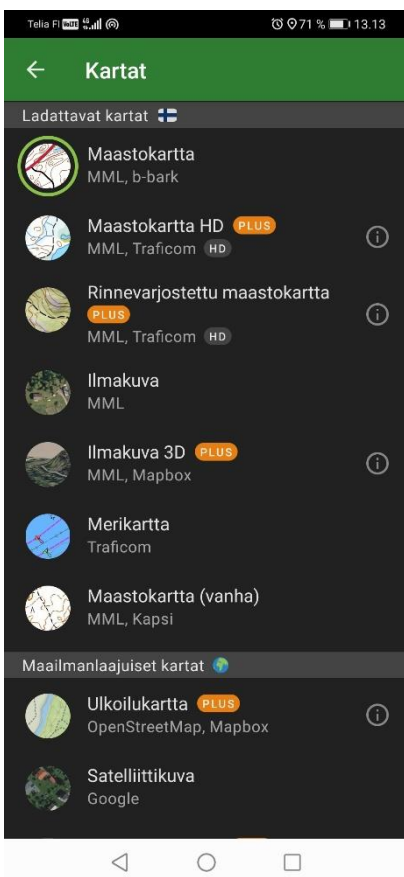 Telia FI VoLTE 4G 71 % 13.13
Kartat
Ladattavat kartat
Maastokartta
MML, b-bark
Maastokartta HD PLUS
MML, Traficom HD
Rinnevarjostettu maastokartta
PLUS
MML, Traficom HD
Ilmakuva
MML
Ilmakuva 3D PLUS
MML, Mapbox
Merikartta
Traficom
Maastokartta (vanha)
MML, Kapsi
Maailmanlaajuiset kartat
Ulkoilukartta PLUS
OpenStreetMap, Mapbox
Satelliittikuva
Google